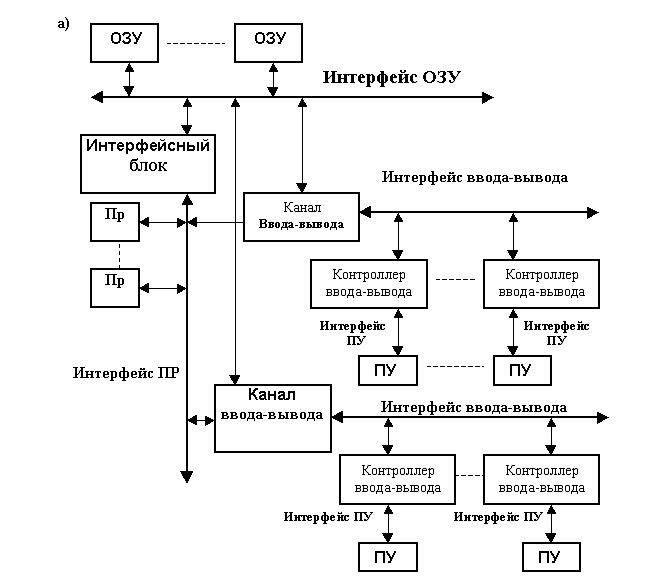 а)
ОЗУ
ОЗУ
Интерфейс ОЗУ
Интерфейсный
блок
Интерфейс ввода-вывода
Пр
Канал
Ввода-вывода
Пр
Контроллер
ввода-вывода
Контроллер
ввода-вывода
Интерфейс
ПУ
Интерфейс
ПУ
ПУ
ПУ
Интерфейс ПР
Канал
ввода-вывода
Интерфейс ввода-вывода
Контроллер
ввода-вывода
Контроллер
ввода-вывода
Интерфейс ПУ
Интерфейс ПУ
ПУ
ПУ